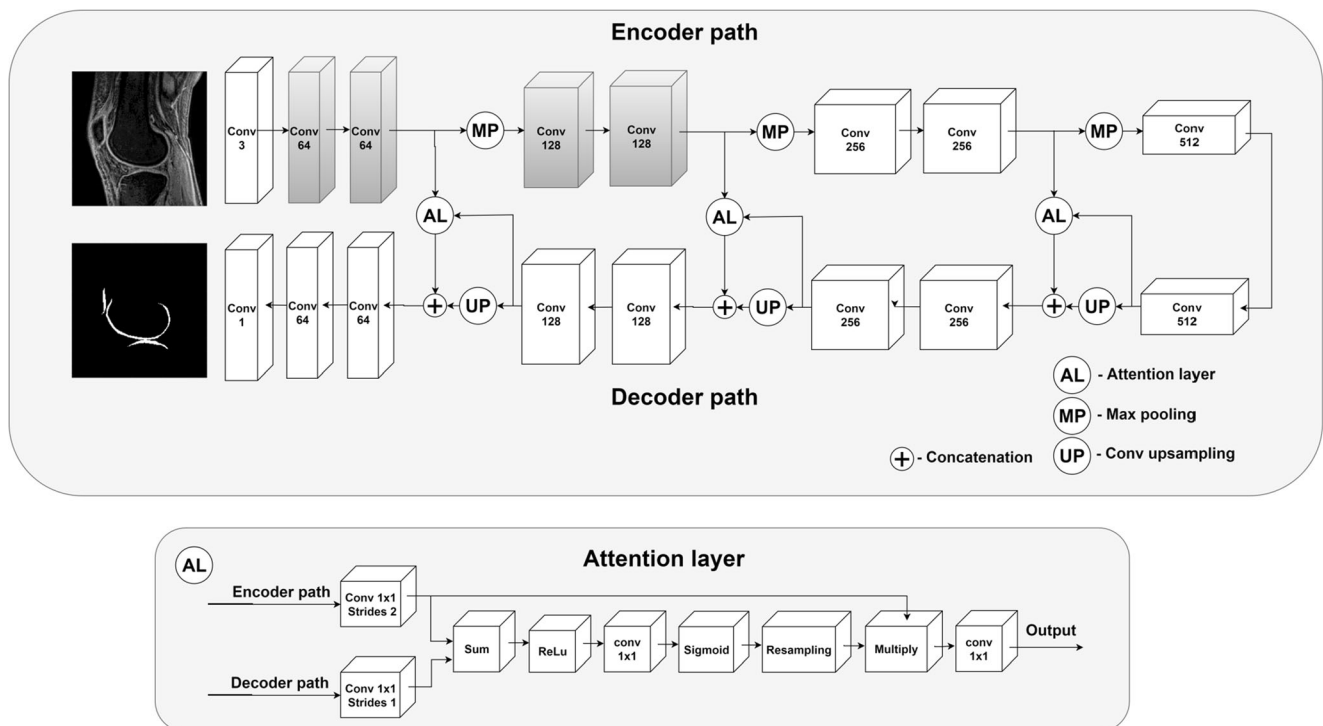 Encoder path
Conv
3
Conv
64
Conv
64
MP
Conv
128
Conv
128
MP
Conv
256
Conv
256
MP
Conv
512
AL
AL
AL
Conv
1
Conv
64
Conv
64
+
UP
Conv
128
Conv
128
+
UP
Conv
256
Conv
256
+
UP
Conv
512
Decoder path
AL - Attention layer
MP - Max pooling
+ - Concatenation
UP - Conv upsampling
AL
Attention layer
Encoder path
Conv 1x1
Strides 2
Sum
ReLu
conv
1x1
Sigmoid
Resampling
Multiply
conv
1x1
Output
Decoder path
Conv 1x1
Strides 1